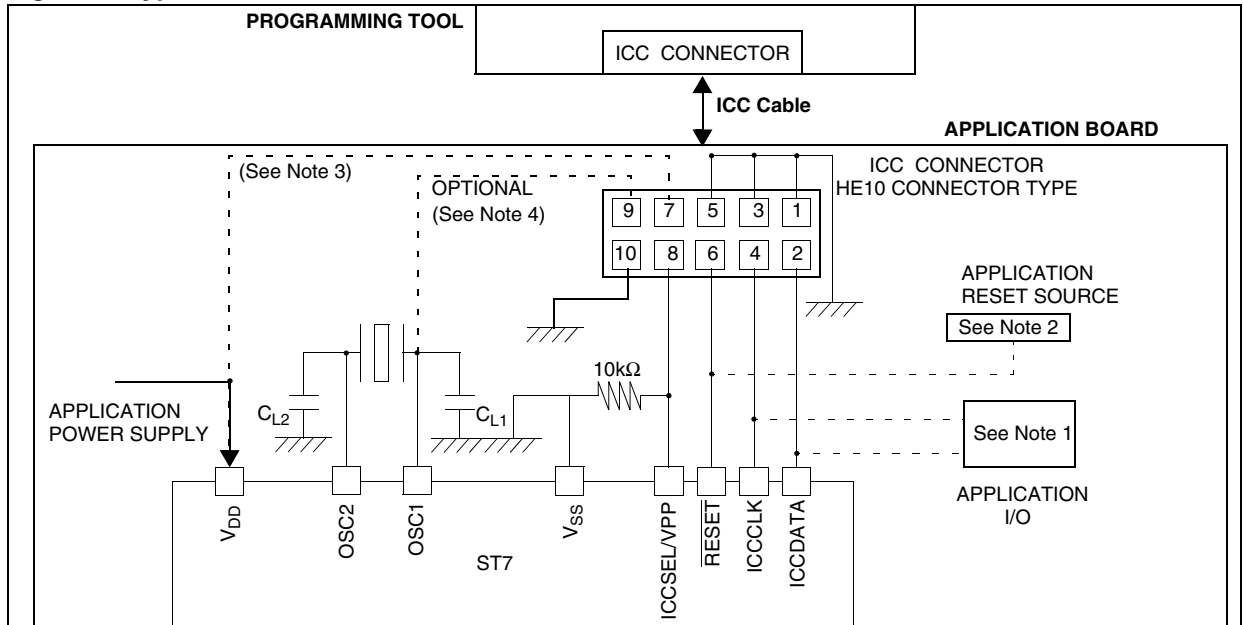 PROGRAMMING TOOL
ICC CONNECTOR
ICC Cable
APPLICATION BOARD
(See Note 3)
OPTIONAL
(See Note 4)
ICC CONNECTOR
HE10 CONNECTOR TYPE
9 7 5 3 1
10 8 6 4 2
APPLICATION
RESET SOURCE
See Note 2
10kΩ
APPLICATION
POWER SUPPLY
CL2
CL1
See Note 1
APPLICATION
I/O
VDD
OSC2
OSC1
VSS
ICCSEL/VPP
RESET
ICCCLK
ICCDATA
ST7